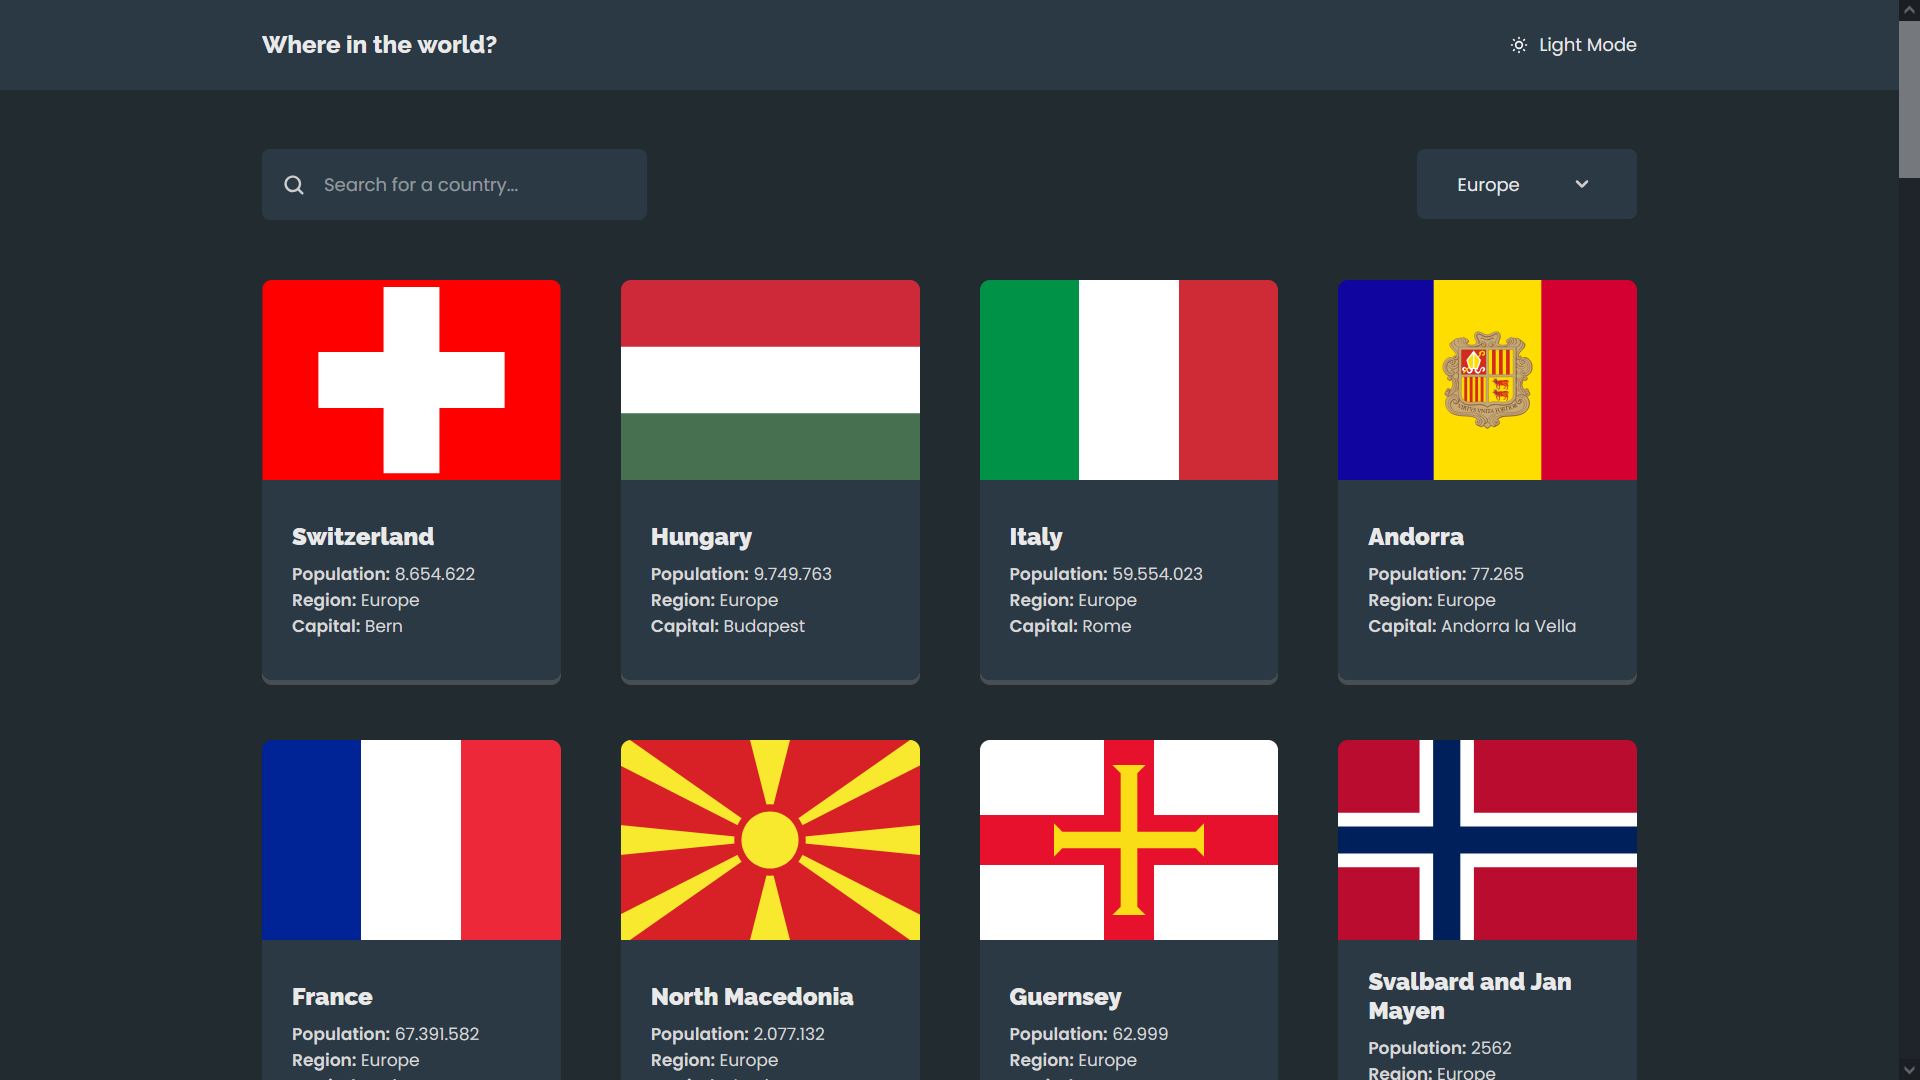 Where in the world?
Light Mode
Search for a country...
Europe
Switzerland
Population: 8.654.622
Region: Europe
Capital: Bern
Hungary
Population: 9.749.763
Region: Europe
Capital: Budapest
Italy
Population: 59.554.023
Region: Europe
Capital: Rome
VIRTVS VNITA FORTIOR
Andorra
Population: 77.265
Region: Europe
Capital: Andorra la Vella
France
Population: 67.391.582
Region: Europe
North Macedonia
Population: 2.077.132
Region: Europe
Guernsey
Population: 62.999
Region: Europe
Svalbard and Jan
Mayen
Population: 2562
Region: Europe